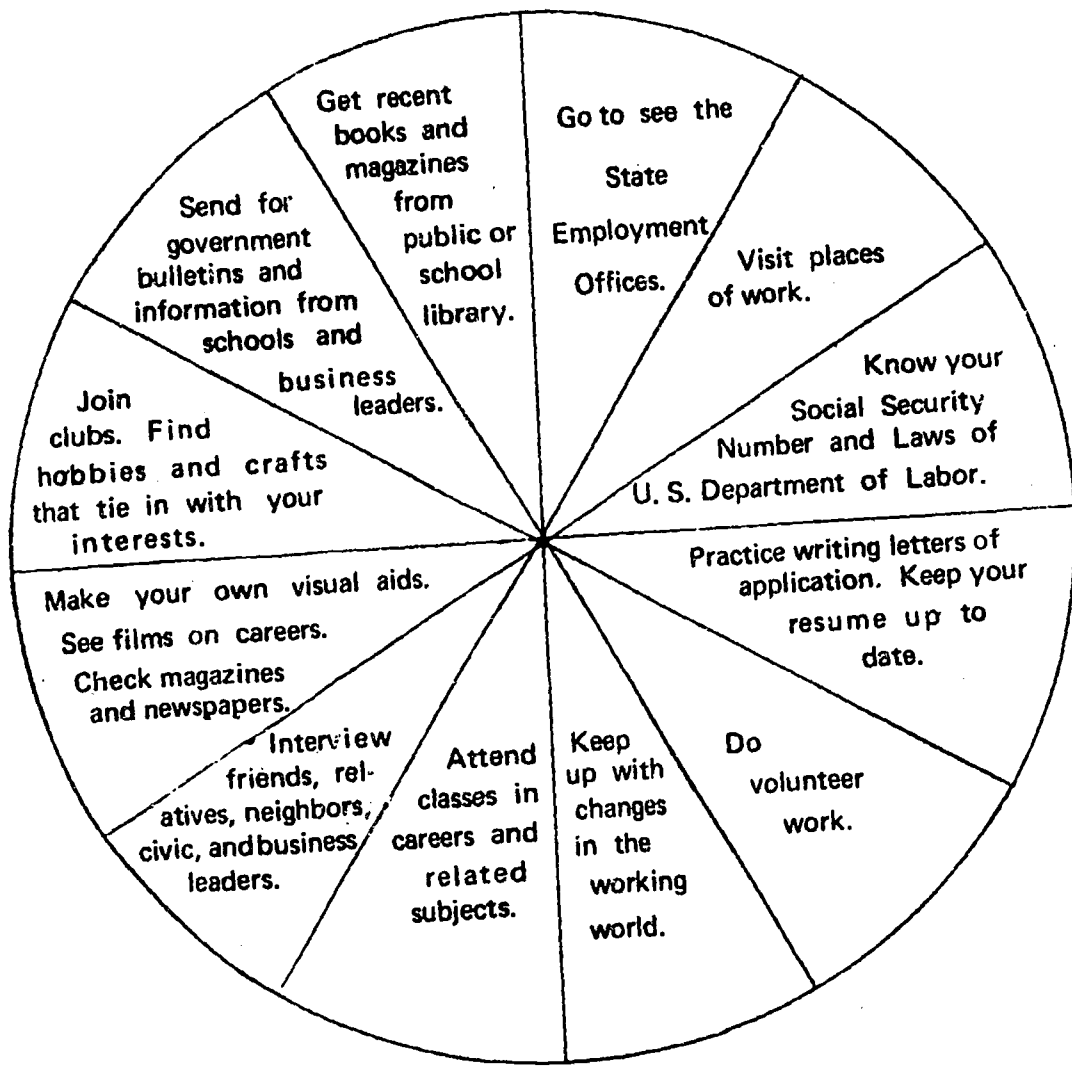 Go to see the
State
Employment
Offices.
Visit places
of work.
Know your
Social Security
Number and Laws of
U. S. Department of Labor.
Practice writing letters of
application. Keep your
resume up to
date.
Do
volunteer
work.
Keep
up with
changes
in the
working
world.
Attend
classes in
careers and
related
subjects.
Interview
friends, rel-
atives, neighbors,
civic, and business
leaders.
Make your own visual aids.
See films on careers.
Check magazines
and newspapers.
Join
clubs. Find
hobbies and crafts
that tie in with your
interests.
Send for
government
bulletins and
information from
schools and
business
leaders.
Get recent
books and
magazines
from
public or
school
library.